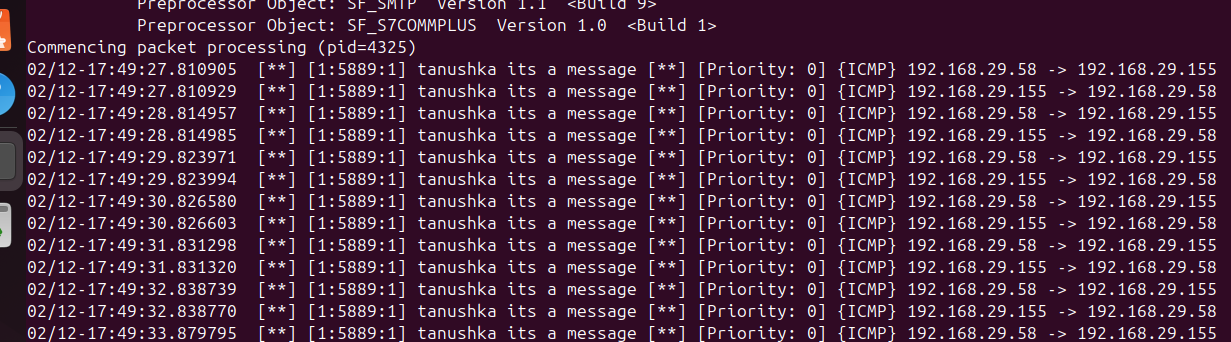 Preprocessor Object: SF_SMTP  Version 1.1  <Build 9>
Preprocessor Object: SF_S7COMMPLUS  Version 1.0  <Build 1>
Commencing packet processing (pid=4325)
02/12-17:49:27.810905  [**] [1:5889:1] tanushka its a message [**] [Priority: 0] {ICMP} 192.168.29.58 -> 192.168.29.155
02/12-17:49:27.810929  [**] [1:5889:1] tanushka its a message [**] [Priority: 0] {ICMP} 192.168.29.155 -> 192.168.29.58
02/12-17:49:28.814957  [**] [1:5889:1] tanushka its a message [**] [Priority: 0] {ICMP} 192.168.29.58 -> 192.168.29.155
02/12-17:49:28.814985  [**] [1:5889:1] tanushka its a message [**] [Priority: 0] {ICMP} 192.168.29.155 -> 192.168.29.58
02/12-17:49:29.823971  [**] [1:5889:1] tanushka its a message [**] [Priority: 0] {ICMP} 192.168.29.58 -> 192.168.29.155
02/12-17:49:29.823994  [**] [1:5889:1] tanushka its a message [**] [Priority: 0] {ICMP} 192.168.29.155 -> 192.168.29.58
02/12-17:49:30.826580  [**] [1:5889:1] tanushka its a message [**] [Priority: 0] {ICMP} 192.168.29.58 -> 192.168.29.155
02/12-17:49:30.826603  [**] [1:5889:1] tanushka its a message [**] [Priority: 0] {ICMP} 192.168.29.155 -> 192.168.29.58
02/12-17:49:31.831298  [**] [1:5889:1] tanushka its a message [**] [Priority: 0] {ICMP} 192.168.29.58 -> 192.168.29.155
02/12-17:49:31.831320  [**] [1:5889:1] tanushka its a message [**] [Priority: 0] {ICMP} 192.168.29.155 -> 192.168.29.58
02/12-17:49:32.838739  [**] [1:5889:1] tanushka its a message [**] [Priority: 0] {ICMP} 192.168.29.58 -> 192.168.29.155
02/12-17:49:32.838770  [**] [1:5889:1] tanushka its a message [**] [Priority: 0] {ICMP} 192.168.29.155 -> 192.168.29.58
02/12-17:49:33.879795  [**] [1:5889:1] tanushka its a message [**] [Priority: 0] {ICMP} 192.168.29.58 -> 192.168.29.155